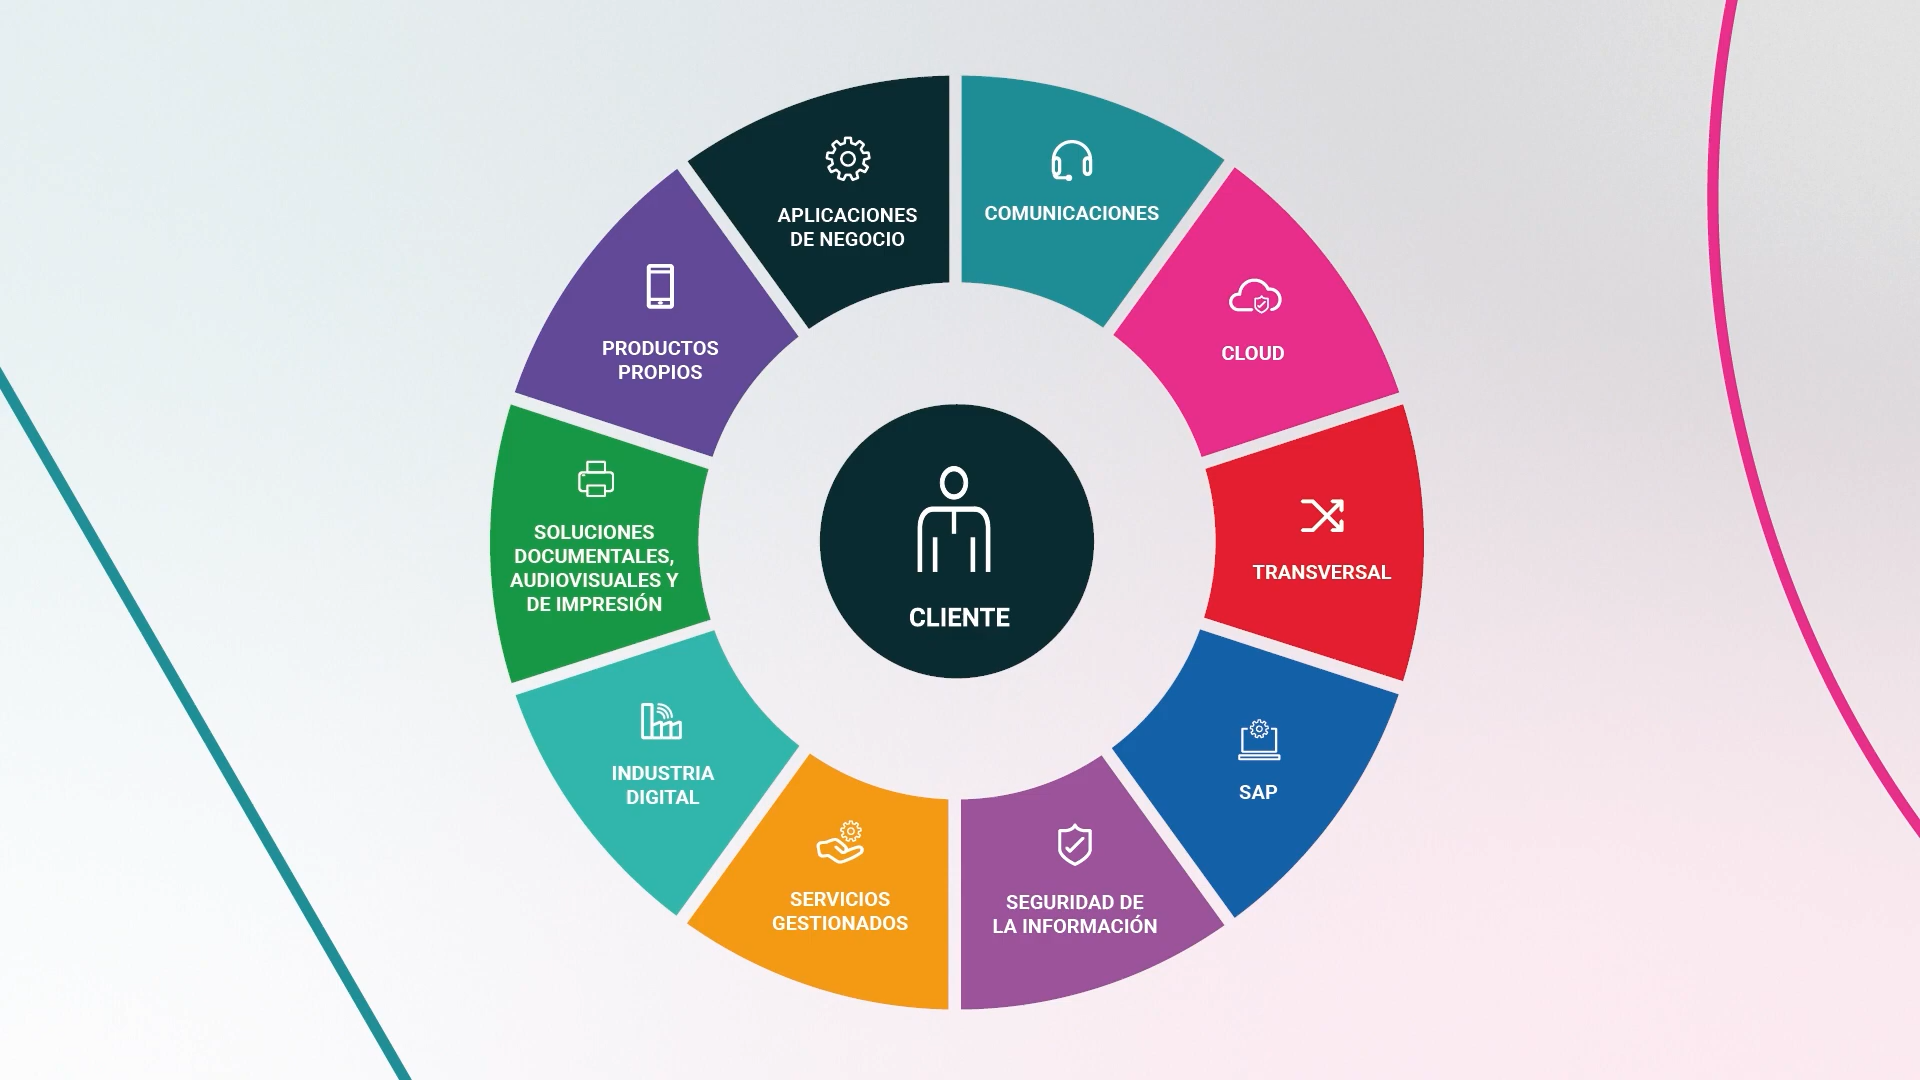 APLICACIONES
DE NEGOCIO
COMUNICACIONES
CLOUD
TRANSVERSAL
SAP
SEGURIDAD DE
LA INFORMACIÓN
SERVICIOS
GESTIONADOS
INDUSTRIA
DIGITAL
SOLUCIONES
DOCUMENTALES,
AUDIOVISUALES Y
DE IMPRESIÓN
PRODUCTOS
PROPIOS
CLIENTE